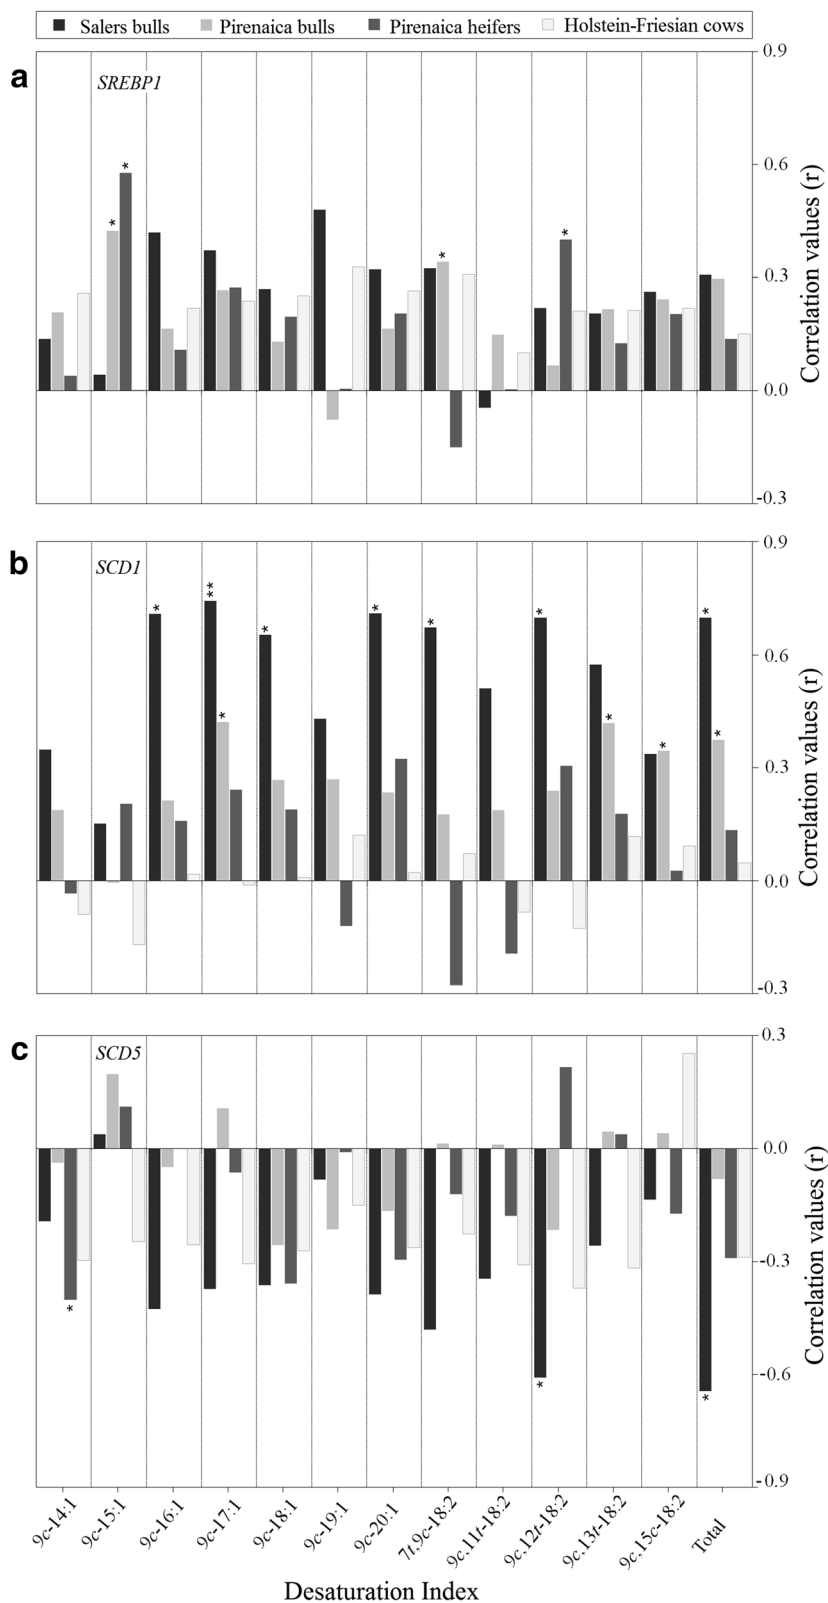 Salers bulls Pirenaica bulls Pirenaica heifers Holstein-Friesian cows
a
SREBP1
0.9
0.6
0.3
0.0
-0.3
Correlation values (r)
* * * *
b
SCD1
0.9
0.6
0.3
0.0
-0.3
Correlation values (r)
* ** * * * * * * * * *
c
SCD5
0.3
0.0
-0.3
-0.6
-0.9
Correlation values (r)
* * *
9c-14:1
9c-15:1
9c-16:1
9c-17:1
9c-18:1
9c-19:1
9c-20:1
7t,9c-18:2
9c,11t-18:2
9c,12t-18:2
9c,13t-18:2
9c,15c-18:2
Total
Desaturation Index